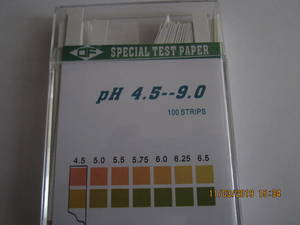 CF SPECIAL TEST PAPER
pH 4.5--9.0
100 STRIPS
4.5 5.0 5.5 5.75 6.0 6.25 6.5